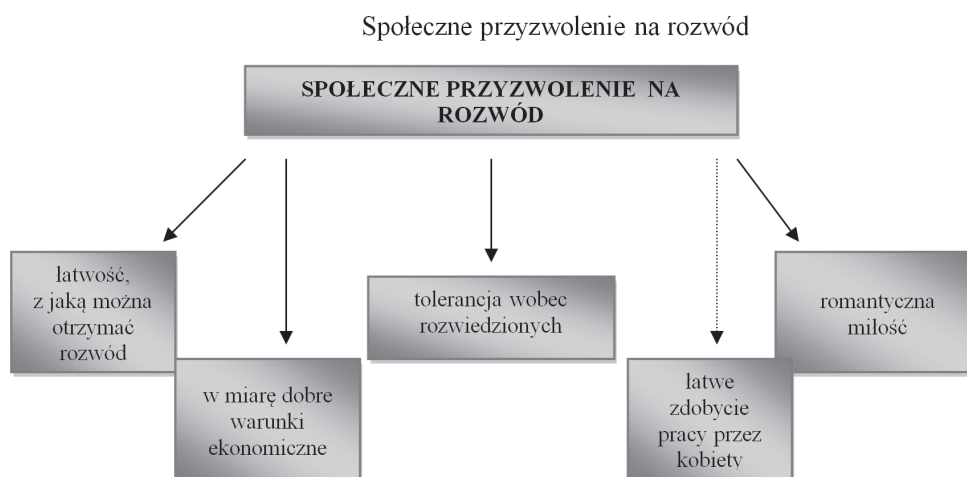 Społeczne przyzwolenie na rozwód
SPOŁECZNE PRZYZWOLENIE NA
ROZWÓD
łatwość,
z jaką można
otrzymać
rozwód
w miarę dobre
warunki
ekonomiczne
tolerancja wobec
rozwiedzionych
łatwe
zdobycie
pracy przez
kobiety
romantyczna
miłość